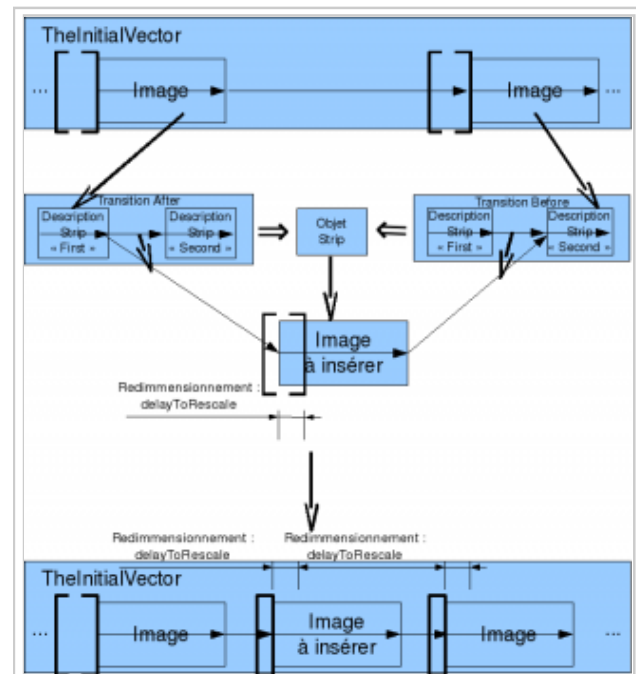 TheInitialVector
... Image Image ...
Transition After
Transition Before
Description
Strip
« First »
Description
Strip
« Second »
Objet
Strip
Description
Strip
« First »
Description
Strip
« Second »
Image
à insérer
Redimmensionnement :
delayToRescale
Redimmensionnement :
delayToRescale
Redimmensionnement :
delayToRescale
TheInitialVector
... Image Image
à insérer Image ...